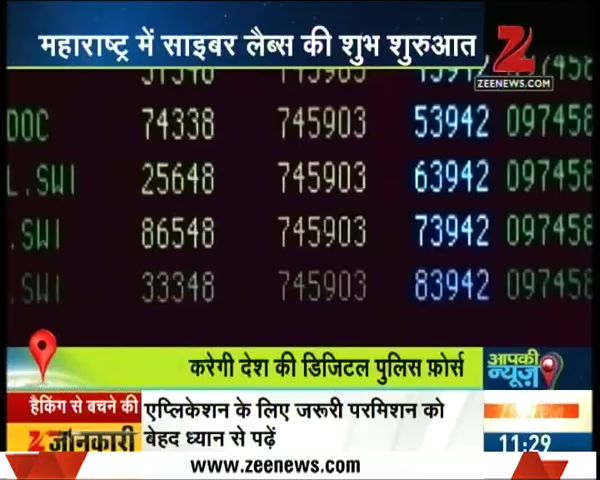 महाराष्ट्र में साइबर लैब्स की शुभ शुरुआत
ZEENEWS.COM
DOC 74338 745903 53942 097458
L.SWI 25648 745903 63942 097458
.SWI 86548 745903 73942 097458
.SWI 33348 745903 83942 097458
करेगी देश की डिजिटल पुलिस फ़ोर्स
आपकी
न्यूज़
हैकिंग से बचने की
जानकारी
एप्लिकेशन के लिए जरूरी परमिशन को
बेहद ध्यान से पढ़ें
11:29
www.zeenews.com